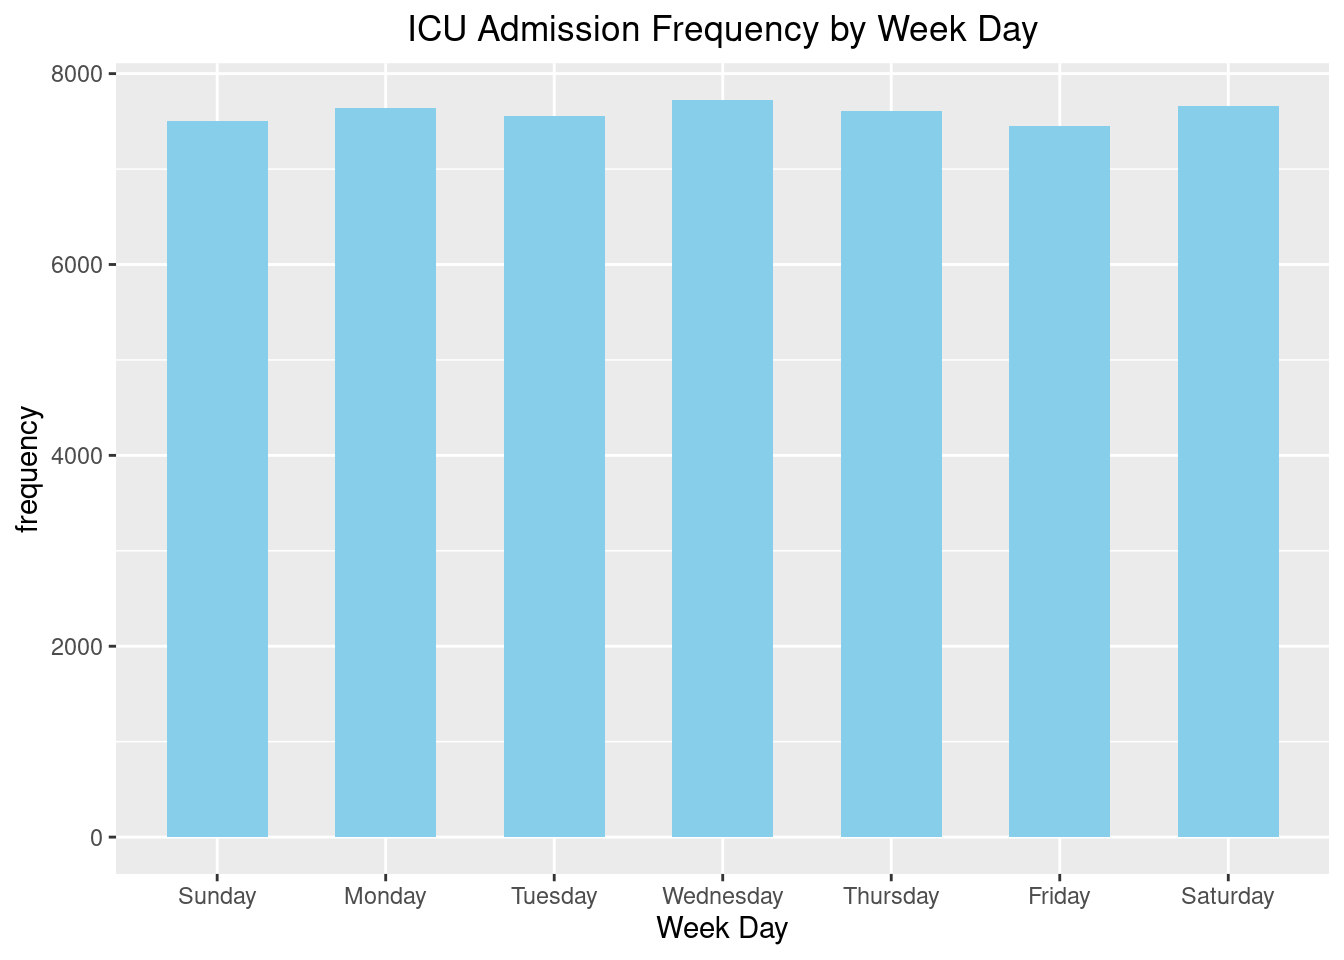 ICU Admission Frequency by Week Day
8000
6000
4000
2000
0
frequency
Sunday Monday Tuesday Wednesday Thursday Friday Saturday
Week Day